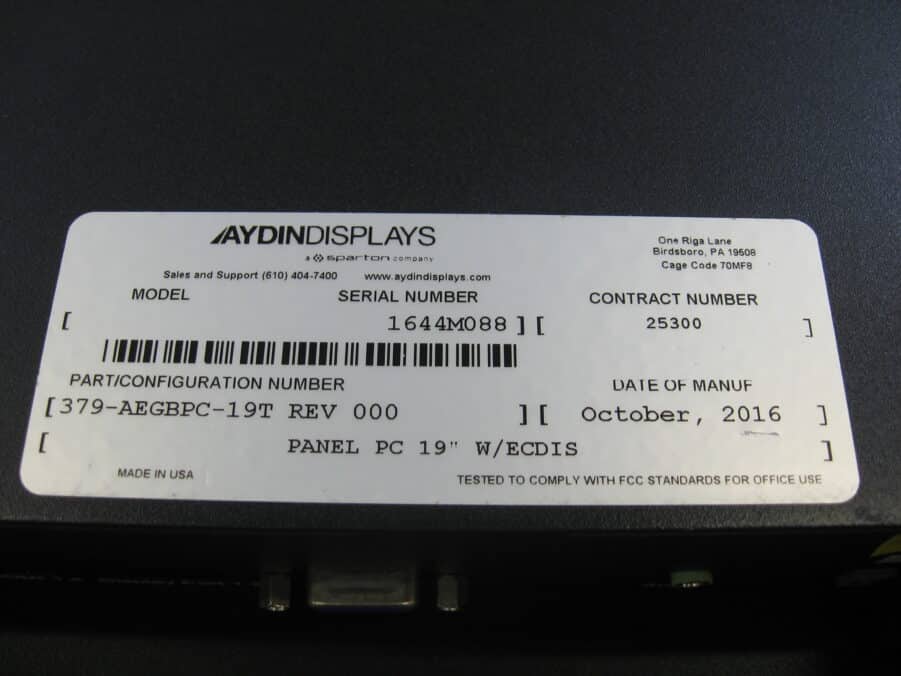 AYDINDISPLAYS
a sparton company
One Riga Lane
Birdsboro, PA 19508
Cage Code 70MF8
Sales and Support (610) 404-7400 www.aydindisplays.com
MODEL SERIAL NUMBER CONTRACT NUMBER
[ 1644M088 ] [ 25300 ]
PART/CONFIGURATION NUMBER DATE OF MANUF
[ 379-AEGBPC-19T REV 000 ] [ October, 2016 ]
[ PANEL PC 19" W/ECDIS ]
MADE IN USA TESTED TO COMPLY WITH FCC STANDARDS FOR OFFICE USE